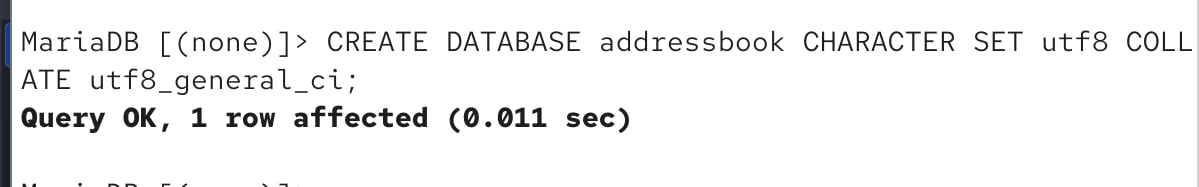 MariaDB [(none)]> CREATE DATABASE addressbook CHARACTER SET utf8 COLL
ATE utf8_general_ci;
Query OK, 1 row affected (0.011 sec)